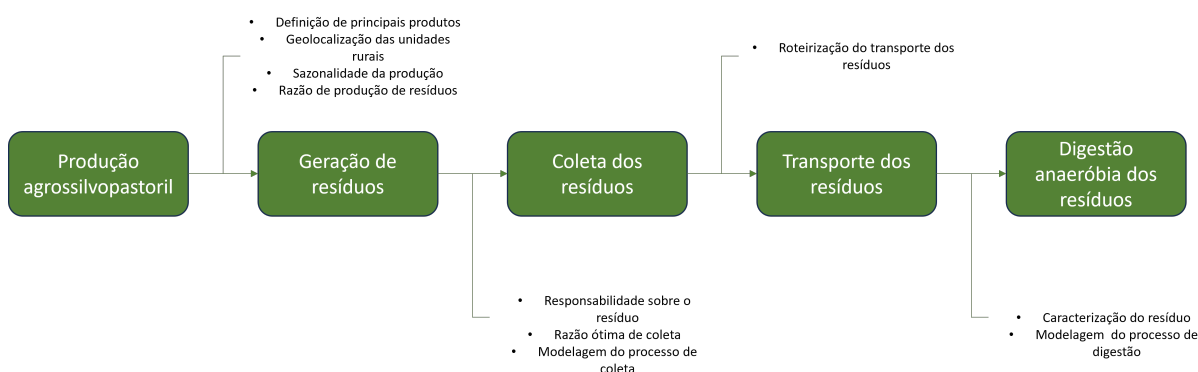 • Definição de principais produtos
• Geolocalização das unidades
rurais
• Sazonalidade da produção
• Razão de produção de resíduos
• Roteirização do transporte dos
resíduos
Produção
agrossilvopastoril
Geração de
resíduos
Coleta dos
resíduos
Transporte dos
resíduos
Digestão
anaeróbia dos
resíduos
• Responsabilidade sobre o
resíduo
• Razão ótima de coleta
• Modelagem do processo de
coleta
• Caracterização do resíduo
• Modelagem  do processo de
digestão